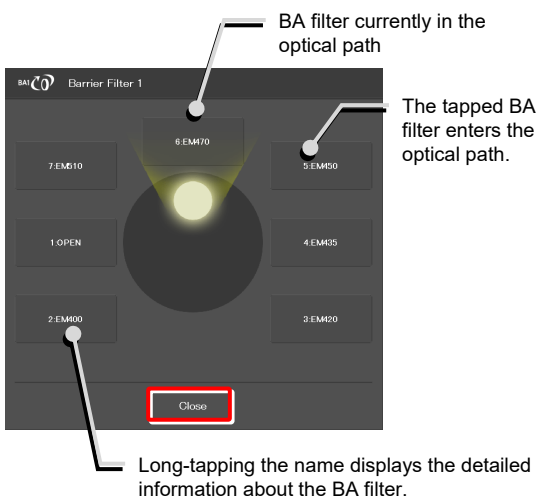 BA filter currently in the
optical path
BA1 Barrier Filter 1
The tapped BA
filter enters the
optical path.
6:EM470
7:EM510
5:EM450
1:OPEN
4:EM435
2:EM400
3:EM420
Close
Long-tapping the name displays the detailed
information about the BA filter.